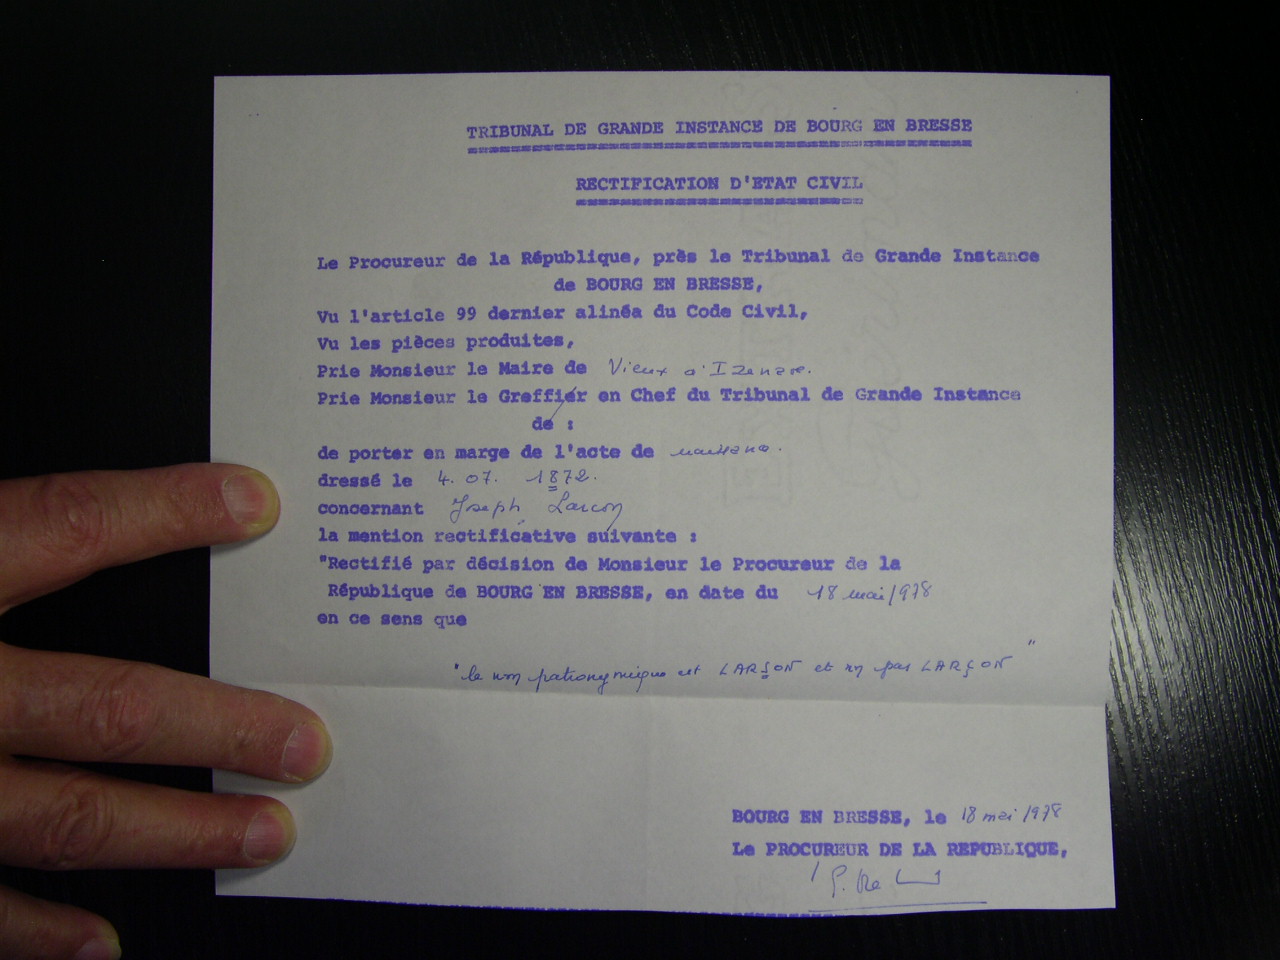 TRIBUNAL DE GRANDE INSTANCE DE BOURG EN BRESSE
RECTIFICATION D'ETAT CIVIL
Le Procureur de la République, près le Tribunal de Grande Instance
de BOURG EN BRESSE,
Vu l'article 99 dernier alinéa du Code Civil,
Vu les pièces produites,
Prie Monsieur le Maire de Vieux d'Izenave.
Prie Monsieur le Greffier en Chef du Tribunal de Grande Instance
de :
de porter en marge de l'acte de
dressé le 4. 07. 1872.
concernant Joseph Larçon
la mention rectificative suivante :
"Rectifié par décision de Monsieur le Procureur de la
République de BOURG EN BRESSE, en date du 18 mai 1978
en ce sens que
"le nom patronymique est LARSON et non pas LARÇON"
BOURG EN BRESSE, le 18 mai 1978
Le PROCUREUR DE LA REPUBLIQUE,